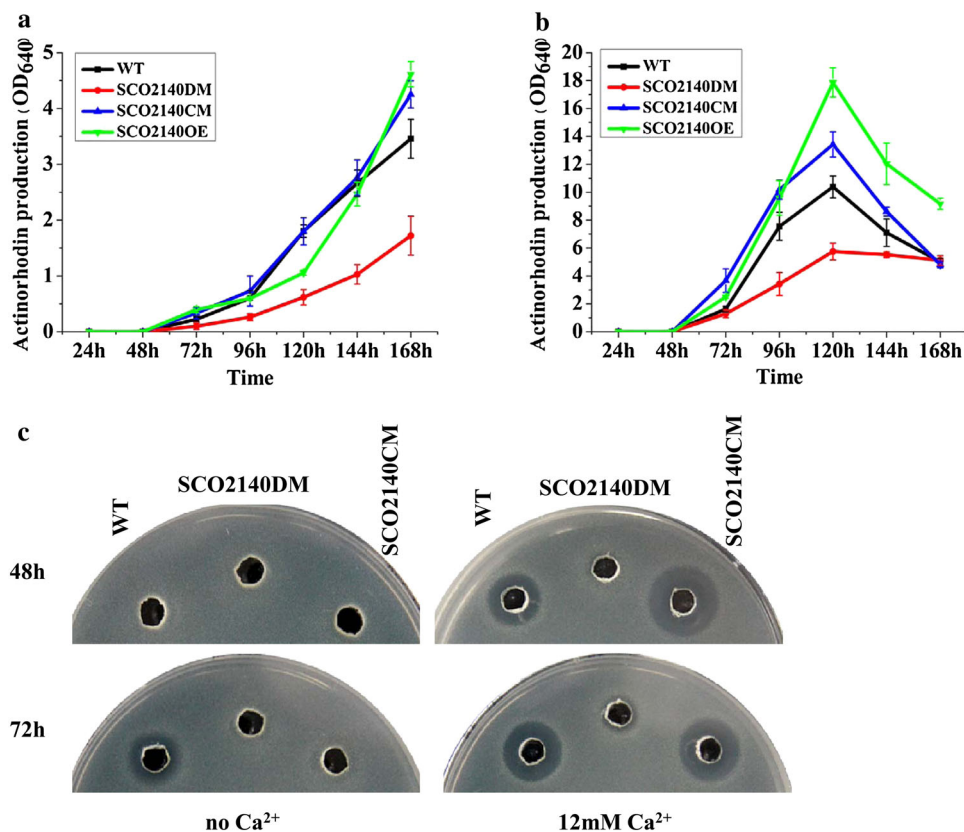 a
Actinorhodin production (OD640)
5
4
3
2
1
0
WT
SCO2140DM
SCO2140CM
SCO2140OE
24h 48h 72h 96h 120h 144h 168h
Time
b
Actinorhodin production (OD640)
20
18
16
14
12
10
8
6
4
2
0
WT
SCO2140DM
SCO2140CM
SCO2140OE
24h 48h 72h 96h 120h 144h 168h
Time
c
WT
SCO2140DM
SCO2140CM
WT
SCO2140DM
SCO2140CM
48h
72h
no Ca²⁺
12mM Ca²⁺